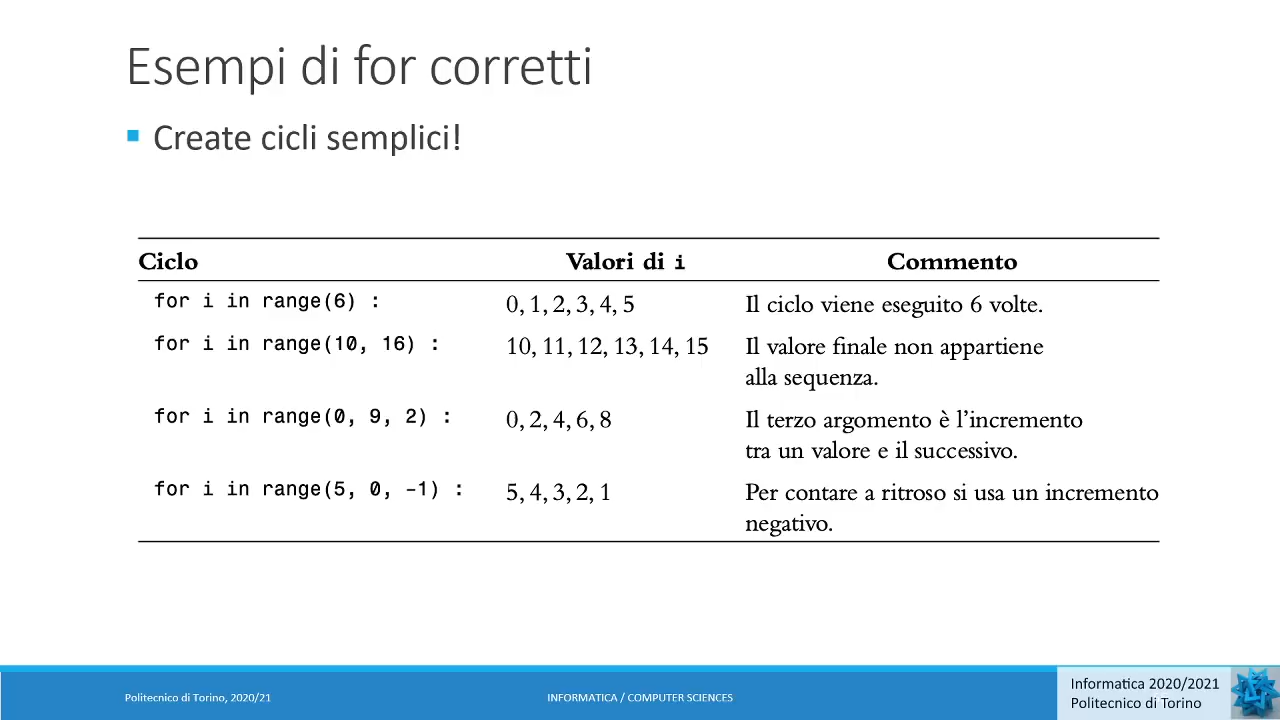 Esempi di for corretti
▪ Create cicli semplici!
Ciclo Valori di i Commento
for i in range(6) : 0, 1, 2, 3, 4, 5 Il ciclo viene eseguito 6 volte.
for i in range(10, 16) : 10, 11, 12, 13, 14, 15 Il valore finale non appartiene
alla sequenza.
for i in range(0, 9, 2) : 0, 2, 4, 6, 8 Il terzo argomento è l’incremento
tra un valore e il successivo.
for i in range(5, 0, -1) : 5, 4, 3, 2, 1 Per contare a ritroso si usa un incremento
negativo.
Politecnico di Torino, 2020/21 INFORMATICA / COMPUTER SCIENCES
Informatica 2020/2021
Politecnico di Torino